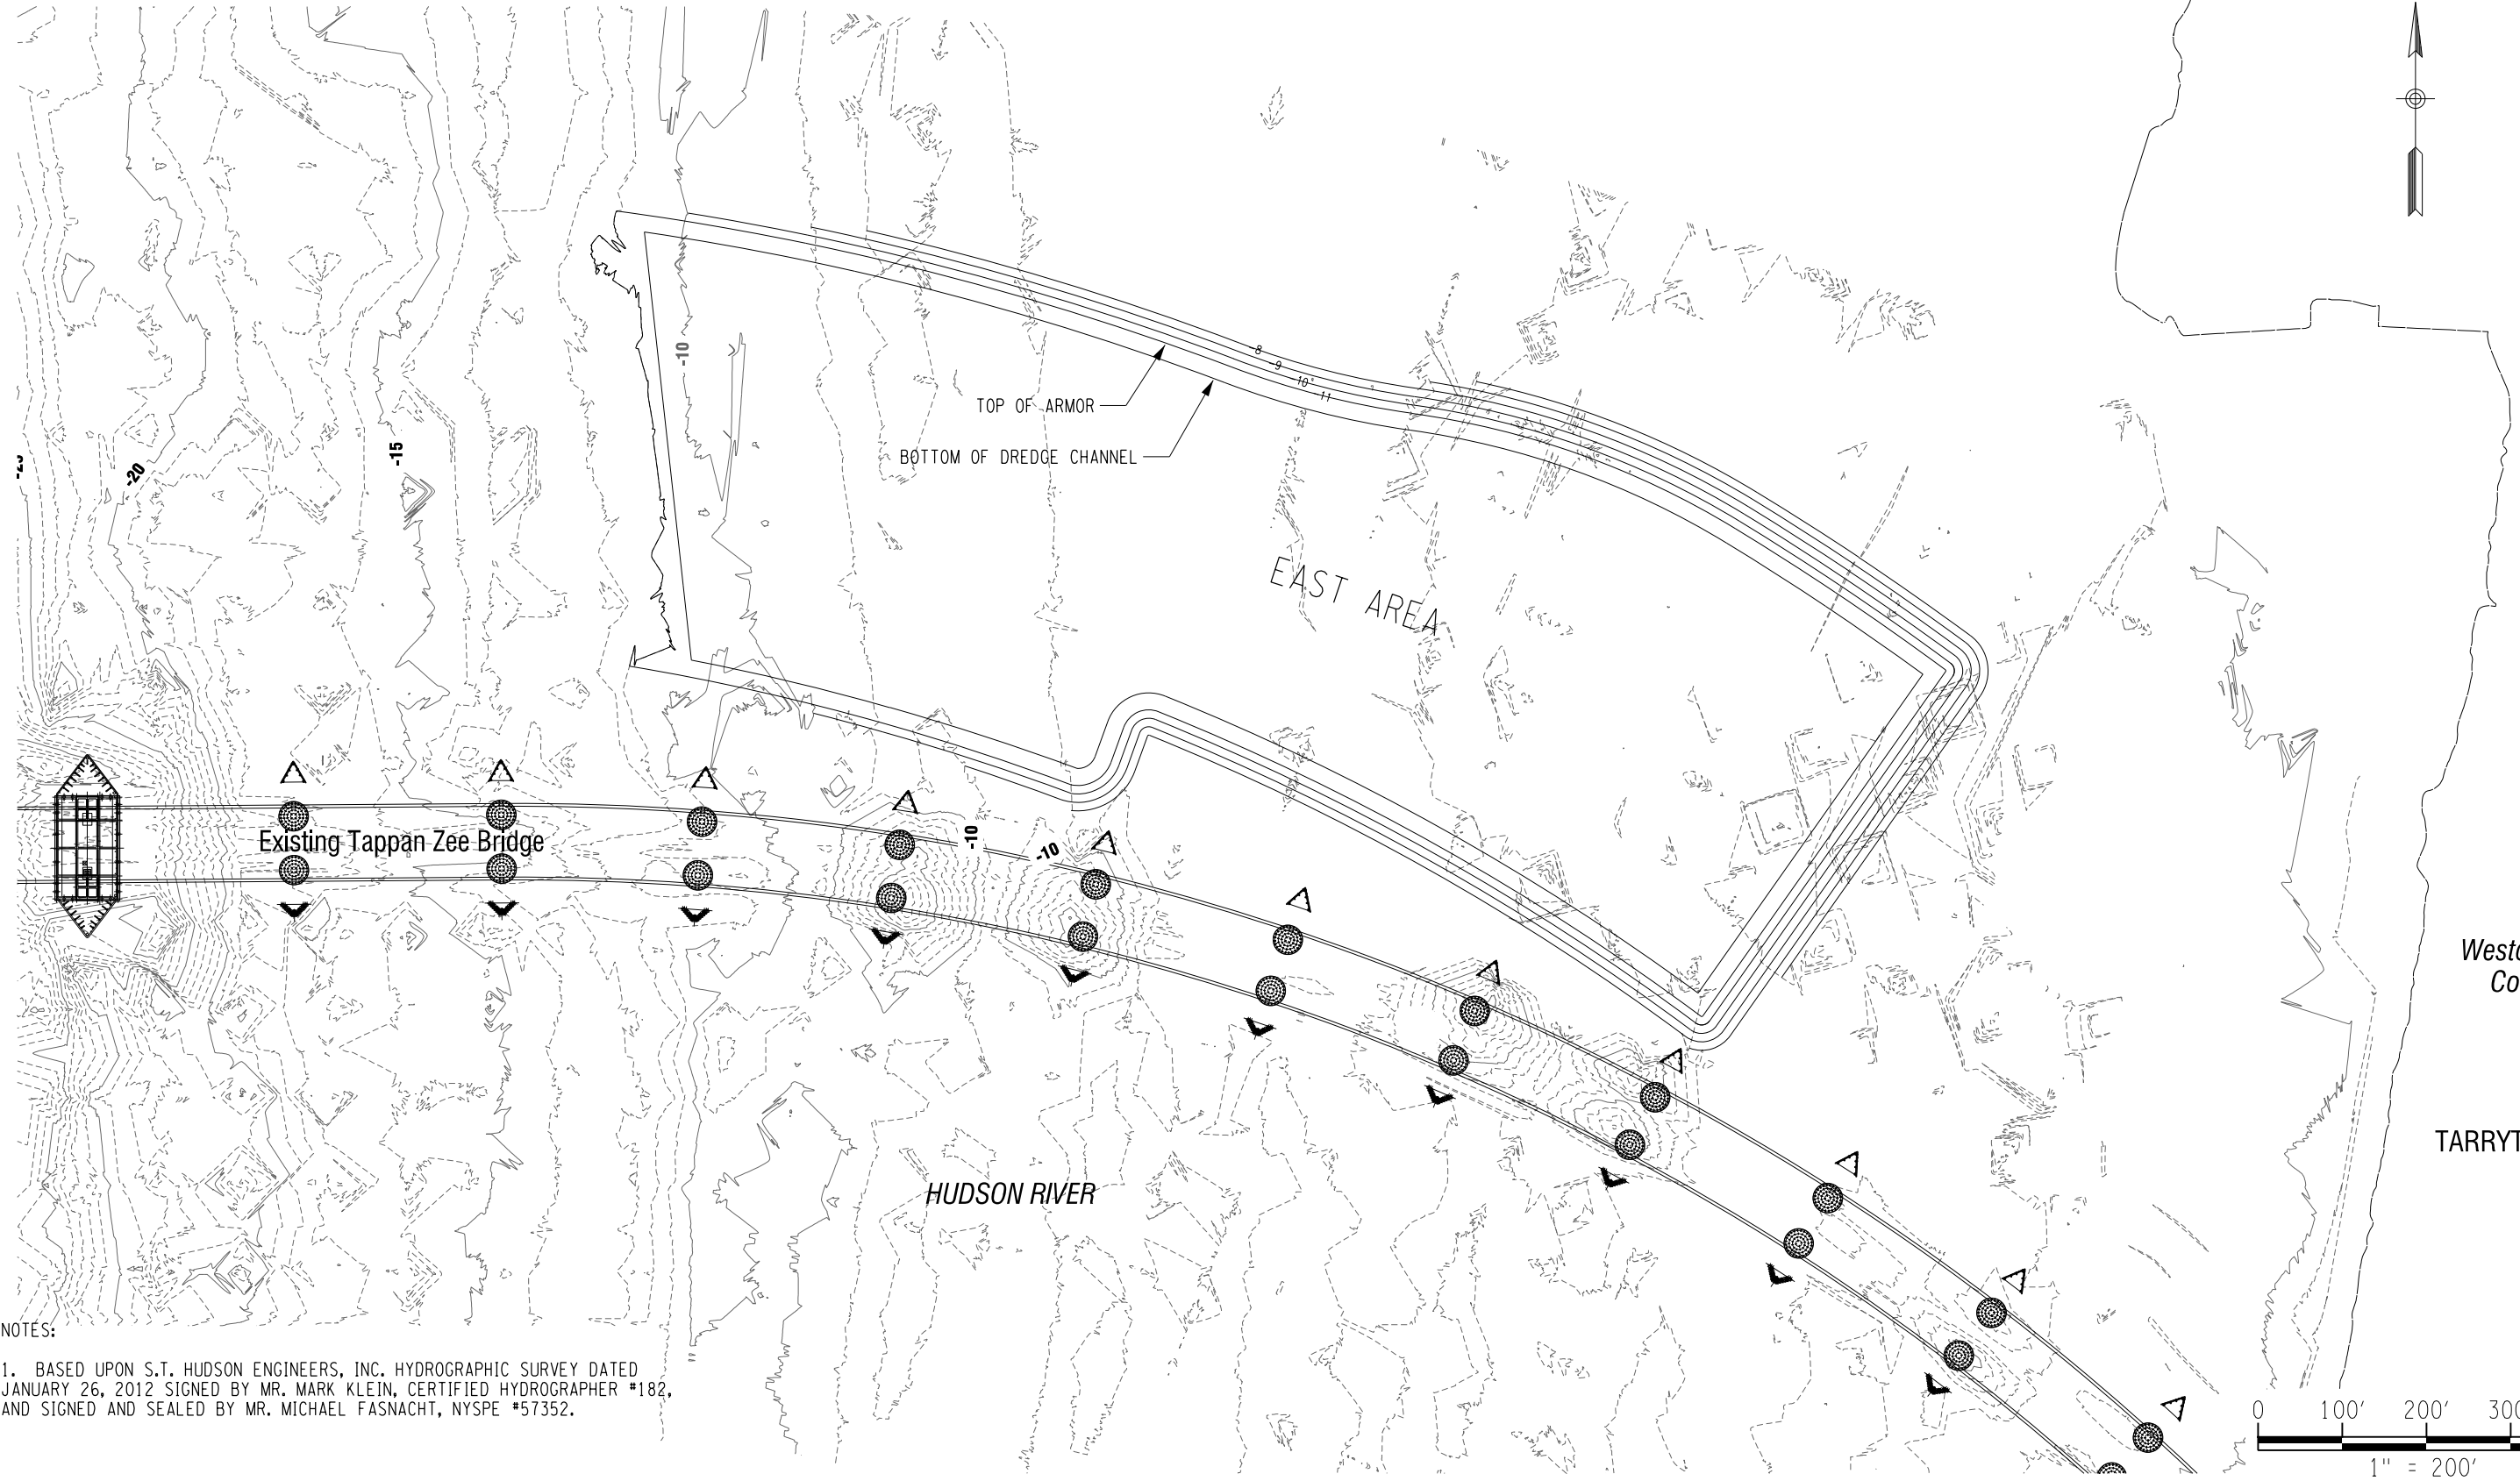 -10
-8
-9
-10
-11
TOP OF ARMOR
BOTTOM OF DREDGE CHANNEL
-15
-20
EAST AREA
Existing Tappan Zee Bridge
-10
-10
HUDSON RIVER
NOTES:
1. BASED UPON S.T. HUDSON ENGINEERS, INC. HYDROGRAPHIC SURVEY DATED
JANUARY 26, 2012 SIGNED BY MR. MARK KLEIN, CERTIFIED HYDROGRAPHER #182,
AND SIGNED AND SEALED BY MR. MICHAEL FASNACHT, NYSPE #57352.
0 100' 200'
1" = 200'